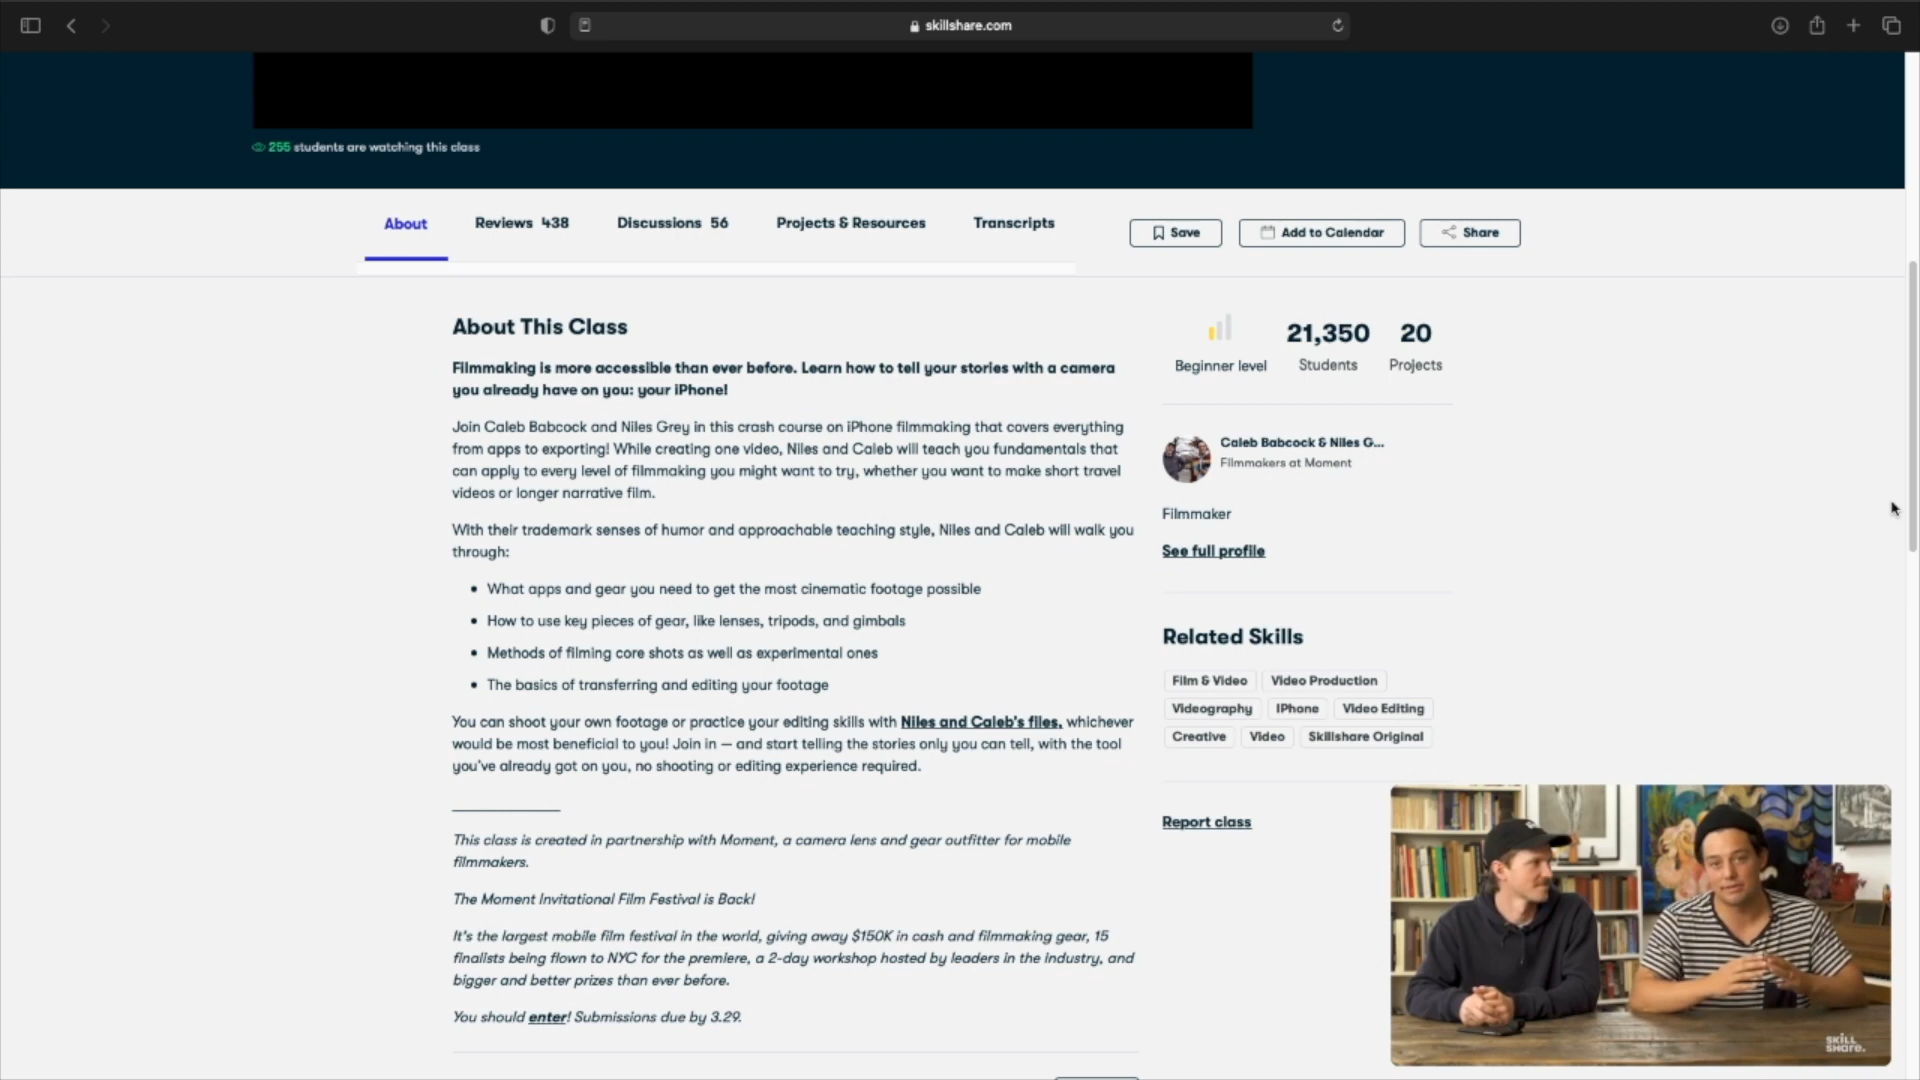 skillshare.com
255 students are watching this class
About
Reviews 438
Discussions 56
Projects & Resources
Transcripts
Save
Add to Calendar
Share
About This Class
Filmmaking is more accessible than ever before. Learn how to tell your stories with a camera
you already have on you: your iPhone!
Join Caleb Babcock and Niles Grey in this crash course on iPhone filmmaking that covers everything
from apps to exporting! While creating one video, Niles and Caleb will teach you fundamentals that
can apply to every level of filmmaking you might want to try, whether you want to make short travel
videos or longer narrative film.
With their trademark senses of humor and approachable teaching style, Niles and Caleb will walk you
through:
• What apps and gear you need to get the most cinematic footage possible
• How to use key pieces of gear, like lenses, tripods, and gimbals
• Methods of filming core shots as well as experimental ones
• The basics of transferring and editing your footage
You can shoot your own footage or practice your editing skills with Niles and Caleb's files, whichever
would be most beneficial to you! Join in — and start telling the stories only you can tell, with the tool
you've already got on you, no shooting or editing experience required.
This class is created in partnership with Moment, a camera lens and gear outfitter for mobile
filmmakers.
The Moment Invitational Film Festival is Back!
It's the largest mobile film festival in the world, giving away $150K in cash and filmmaking gear, 15
finalists being flown to NYC for the premiere, a 2-day workshop hosted by leaders in the industry, and
bigger and better prizes than ever before.
You should enter! Submissions due by 3.29.
Beginner level
21,350
Students
20
Projects
Caleb Babcock & Niles G...
Filmmakers at Moment
Filmmaker
See full profile
Related Skills
Film & Video
Video Production
Videography
IPhone
Video Editing
Creative
Video
Skillshare Original
Report class
SKILL
SHARE.